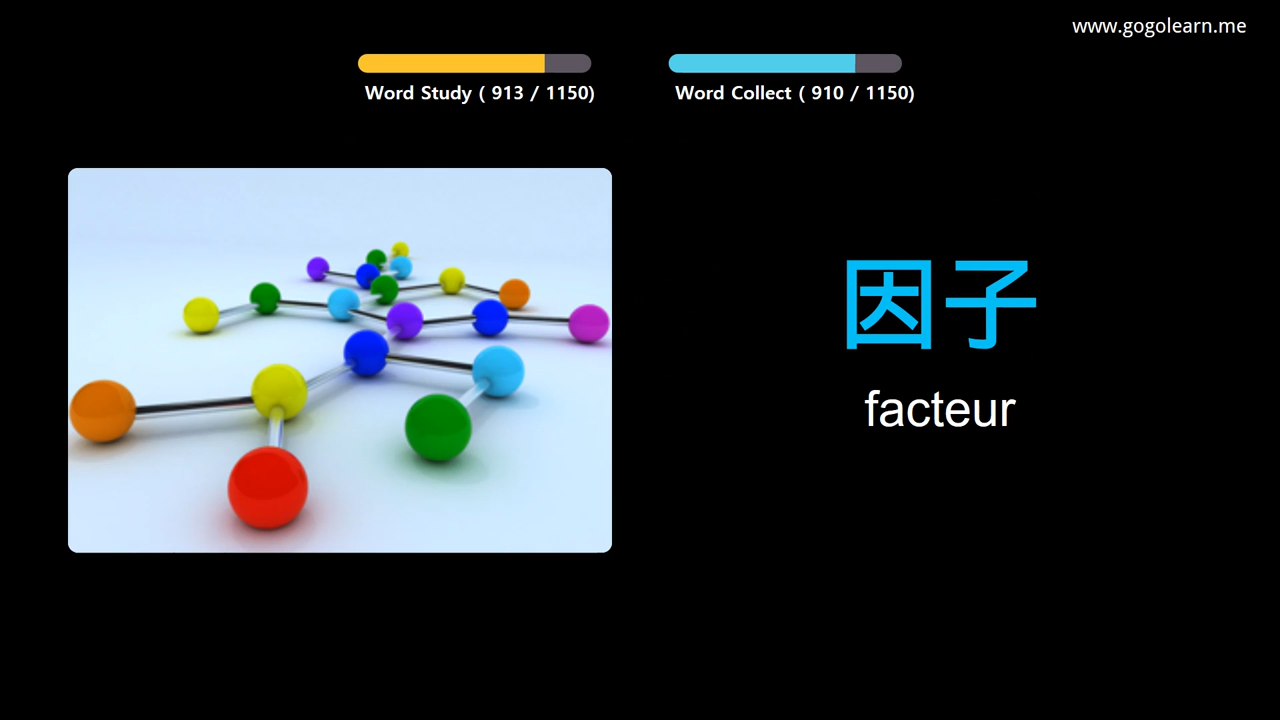 www.gogolearn.me
Word Study ( 913 / 1150)
Word Collect ( 910 / 1150)
因子
facteur